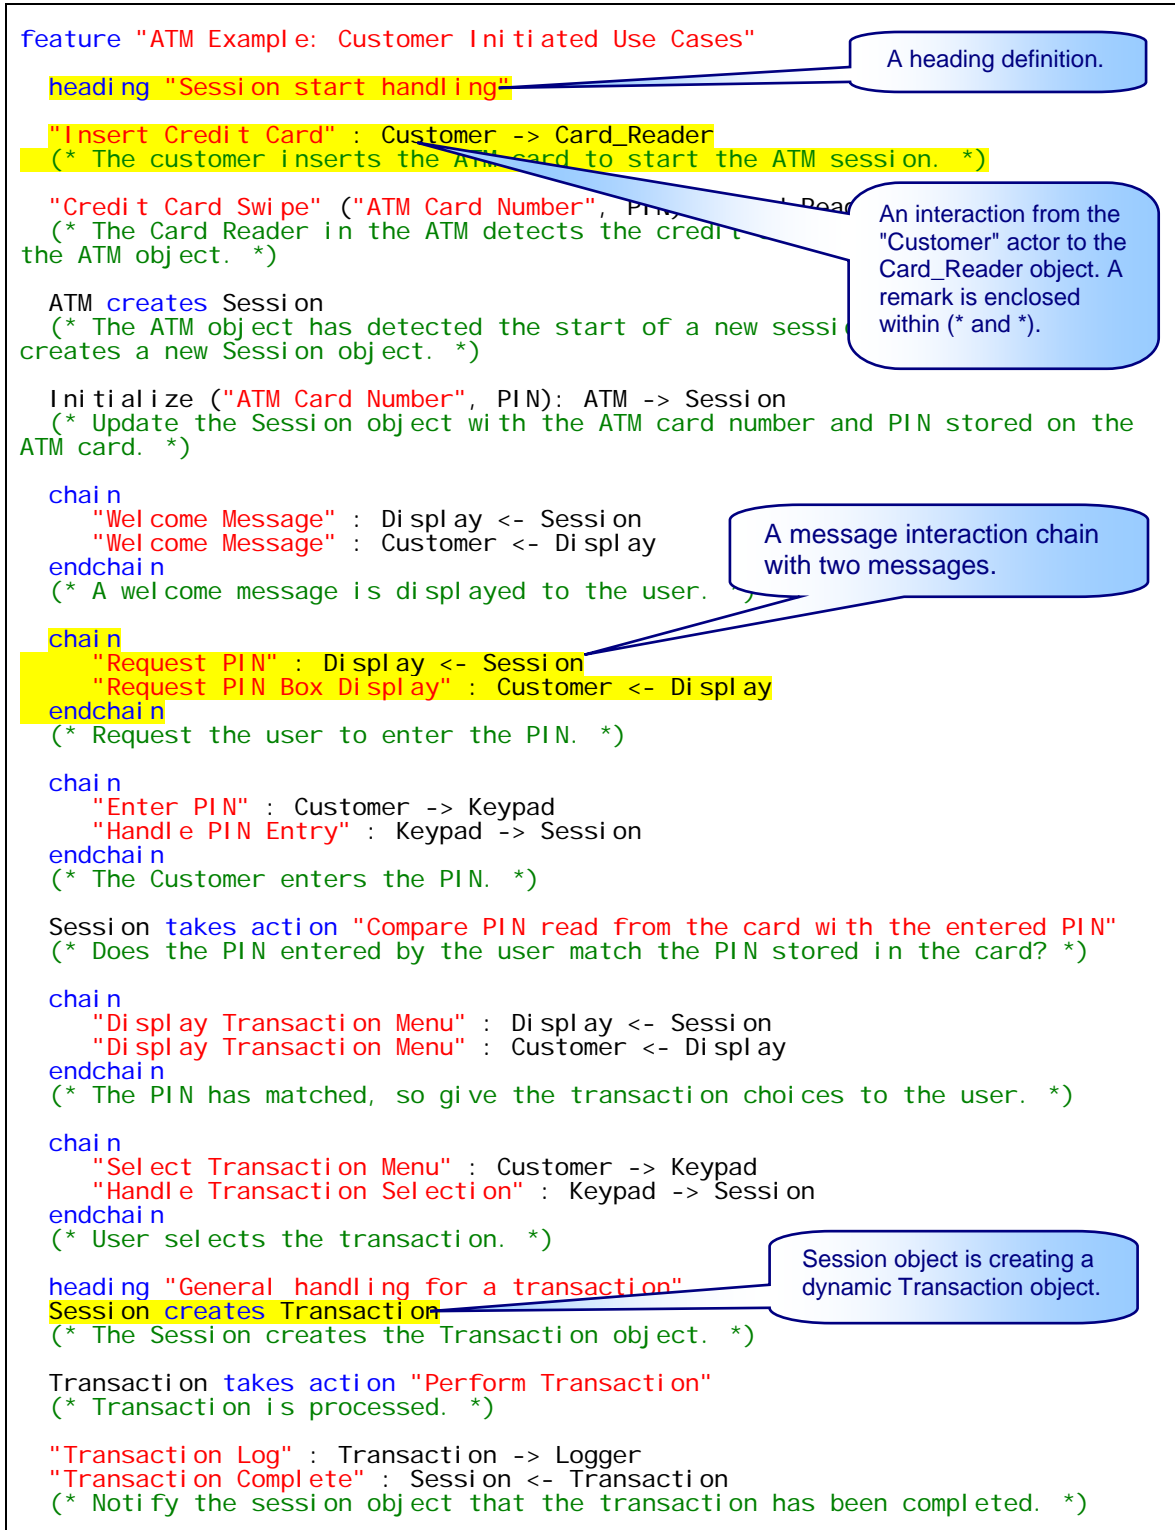 feature "ATM Example: Customer Initiated Use Cases"
A heading definition.
heading "Session start handling"
"Insert Credit Card" : Customer -> Card_Reader
(* The customer inserts the ATM card to start the ATM session. *)
"Credit Card Swipe" ("ATM Card Number", PIN)
(* The Card Reader in the ATM detects the credit
the ATM object. *)
An interaction from the
"Customer" actor to the
Card_Reader object. A
remark is enclosed
within (* and *).
ATM creates Session
(* The ATM object has detected the start of a new
creates a new Session object. *)
Initialize ("ATM Card Number", PIN): ATM -> Session
(* Update the Session object with the ATM card number and PIN stored on the
ATM card. *)
chain
"Welcome Message" : Display <- Session
"Welcome Message" : Customer <- Display
endchain
(* A welcome message is displayed to the user. *)
A message interaction chain
with two messages.
chain
"Request PIN" : Display <- Session
"Request PIN Box Display" : Customer <- Display
endchain
(* Request the user to enter the PIN. *)
chain
"Enter PIN" : Customer -> Keypad
"Handle PIN Entry" : Keypad -> Session
endchain
(* The Customer enters the PIN. *)
Session takes action "Compare PIN read from the card with the entered PIN"
(* Does the PIN entered by the user match the PIN stored in the card? *)
chain
"Display Transaction Menu" : Display <- Session
"Display Transaction Menu" : Customer <- Display
endchain
(* The PIN has matched, so give the transaction choices to the user. *)
chain
"Select Transaction Menu" : Customer -> Keypad
"Handle Transaction Selection" : Keypad -> Session
endchain
(* User selects the transaction. *)
Session object is creating a
dynamic Transaction object.
heading "General handling for a transaction"
Session creates Transaction
(* The Session creates the Transaction object. *)
Transaction takes action "Perform Transaction"
(* Transaction is processed. *)
"Transaction Log" : Transaction -> Logger
"Transaction Complete" : Session <- Transaction
(* Notify the session object that the transaction has been completed. *)